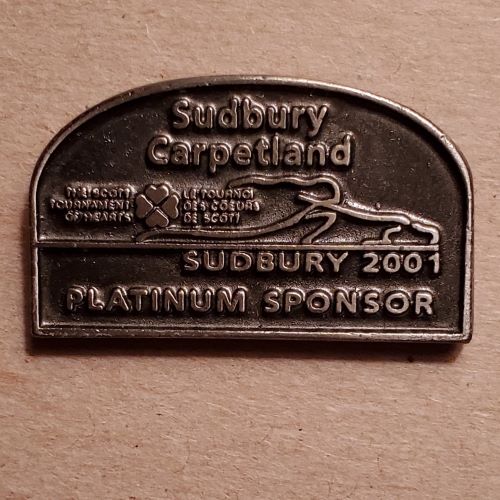 Sudbury
Carpetland
THE SCOTT
TOURNAMENT
OF HEARTS
LE TOURNOI
DES COEURS
DE SCOTT
SUDBURY 2001
PLATINUM SPONSOR